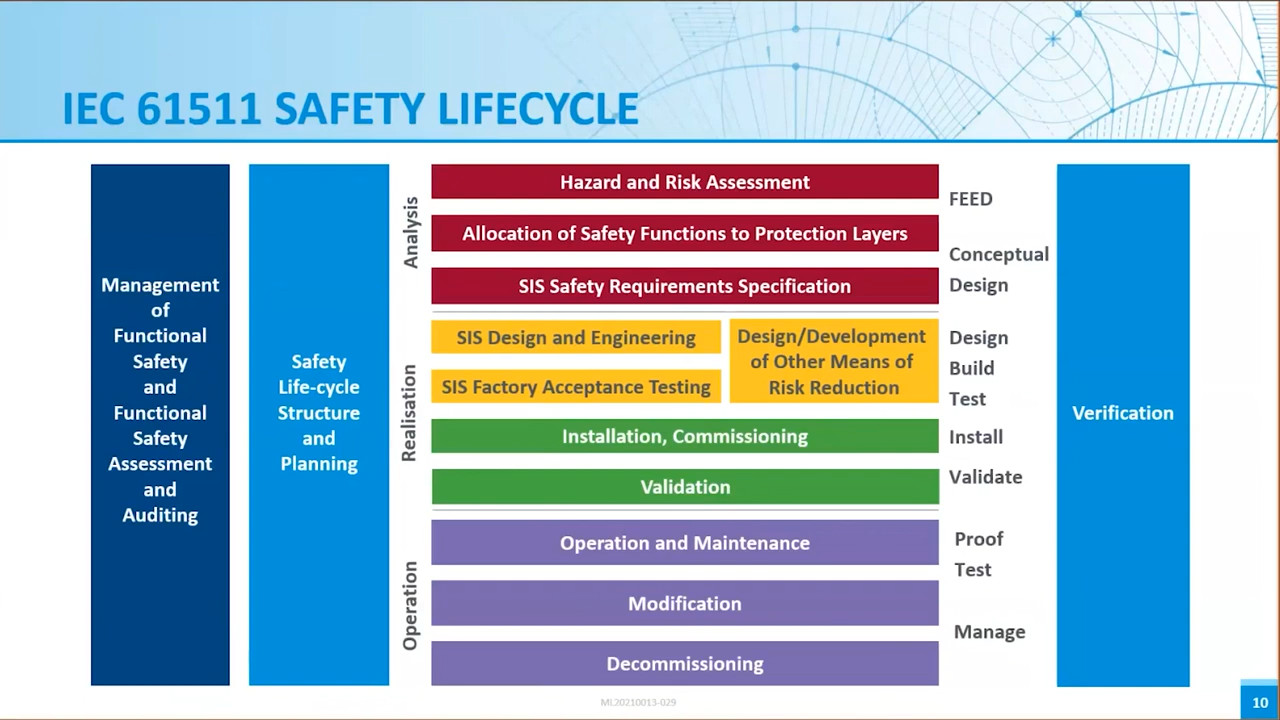 IEC 61511 SAFETY LIFECYCLE
Management
of
Functional
Safety
and
Functional
Safety
Assessment
and
Auditing
Safety
Life-cycle
Structure
and
Planning
Analysis
Hazard and Risk Assessment
Allocation of Safety Functions to Protection Layers
SIS Safety Requirements Specification
FEED
Conceptual
Design
Realisation
SIS Design and Engineering
SIS Factory Acceptance Testing
Design/Development
of Other Means of
Risk Reduction
Installation, Commissioning
Validation
Design
Build
Test
Install
Validate
Operation
Operation and Maintenance
Modification
Decommissioning
Proof
Test
Manage
Verification
MI.20210013-029
10